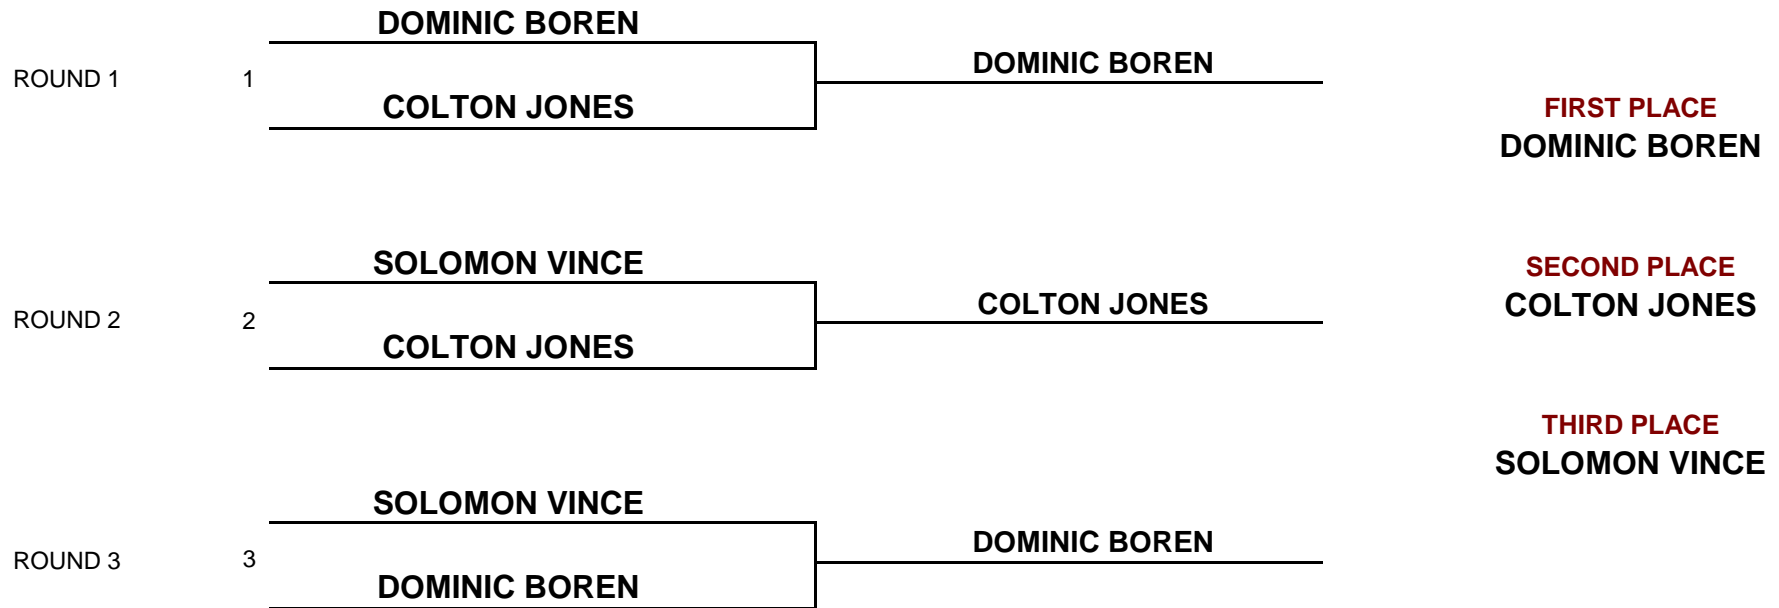 DOMINIC BOREN
ROUND 1
1
DOMINIC BOREN
COLTON JONES
FIRST PLACE
DOMINIC BOREN
SOLOMON VINCE
ROUND 2
2
COLTON JONES
COLTON JONES
SECOND PLACE
COLTON JONES
THIRD PLACE
SOLOMON VINCE
SOLOMON VINCE
ROUND 3
3
DOMINIC BOREN
DOMINIC BOREN